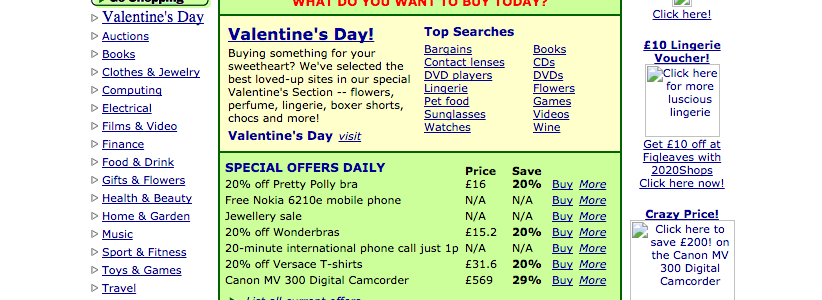 Go Shopping
WHAT DO YOU WANT TO BUY TODAY?
Valentine's Day
Auctions
Books
Clothes & Jewelry
Computing
Electrical
Films & Video
Finance
Food & Drink
Gifts & Flowers
Health & Beauty
Home & Garden
Music
Sport & Fitness
Toys & Games
Travel
Valentine's Day!
Buying something for your
sweetheart? We've selected the
best loved-up sites in our special
Valentine's Section -- flowers,
perfume, lingerie, boxer shorts,
chocs and more!
Valentine's Day visit
Top Searches
Bargains Books
Contact lenses CDs
DVD players DVDs
Lingerie Flowers
Pet food Games
Sunglasses Videos
Watches Wine
SPECIAL OFFERS DAILY Price Save
20% off Pretty Polly bra £16 20% Buy More
Free Nokia 6210e mobile phone N/A N/A Buy More
Jewellery sale N/A N/A Buy More
20% off Wonderbras £15.2 20% Buy More
20-minute international phone call just 1p N/A N/A Buy More
20% off Versace T-shirts £31.6 20% Buy More
Canon MV 300 Digital Camcorder £569 29% Buy More
List all current offers
Click here!
£10 Lingerie
Voucher!
Click here
for more
luscious
lingerie
Get £10 off at
Figleaves with
2020Shops
Click here now!
Crazy Price!
Click here to
save £200! on
the Canon MV
300 Digital
Camcorder